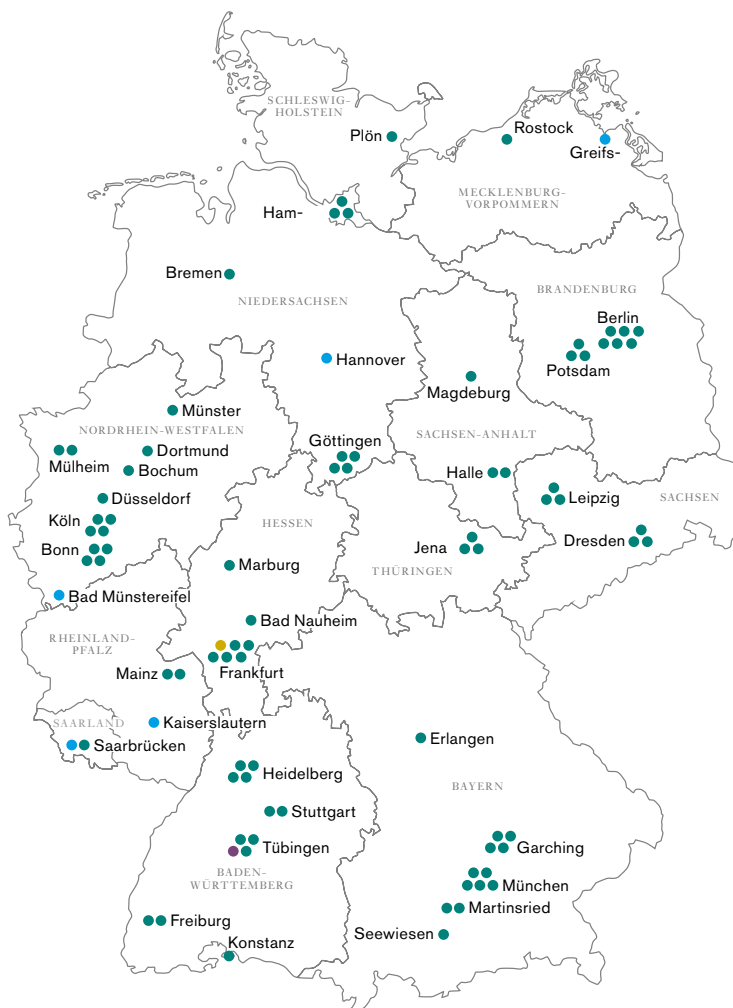 SCHLESWIG-
HOLSTEIN
Plön
Rostock
Greifs-
MECKLENBURG-
VORPOMMERN
Ham-
Bremen
NIEDERSACHSEN
BRANDENBURG
Berlin
Potsdam
Hannover
Magdeburg
Münster
NORDRHEIN-WESTFALEN
Mülheim
Dortmund
Bochum
Göttingen
SACHSEN-ANHALT
Halle
Düsseldorf
Leipzig
SACHSEN
Köln
HESSEN
Bonn
Jena
Dresden
Marburg
THÜRINGEN
Bad Münstereifel
Bad Nauheim
RHEINLAND-
PFALZ
Mainz
Frankfurt
SAARLAND
Kaiserslautern
Saarbrücken
Erlangen
Heidelberg
BAYERN
Stuttgart
Tübingen
Garching
BADEN-
WÜRTTEMBERG
München
Martinsried
Freiburg
Seewiesen
Konstanz